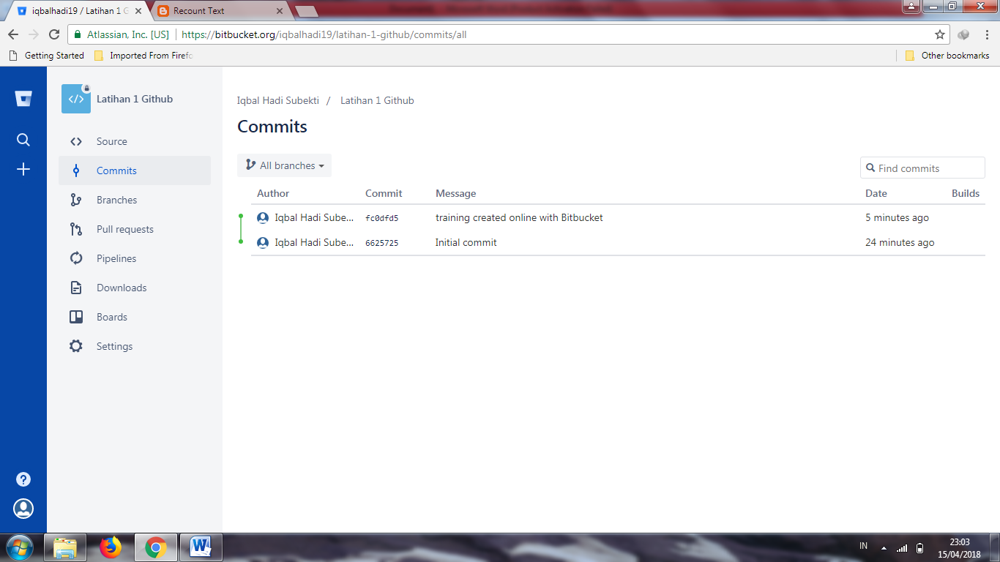 iqbalhadi19 / Latihan 1 G
Recount Text
Atlassian, Inc. [US] https://bitbucket.org/iqbalhadi19/latihan-1-github/commits/all
Getting Started Imported From Firefo Other bookmarks
Latihan 1 Github
Source
Commits
Branches
Pull requests
Pipelines
Downloads
Boards
Settings
Iqbal Hadi Subekti / Latihan 1 Github
Commits
All branches
Find commits
Author Commit Message Date Builds
Iqbal Hadi Sube... fc0dfd5 training created online with Bitbucket 5 minutes ago
Iqbal Hadi Sube... 6625725 Initial commit 24 minutes ago
IN 23:03
15/04/2018